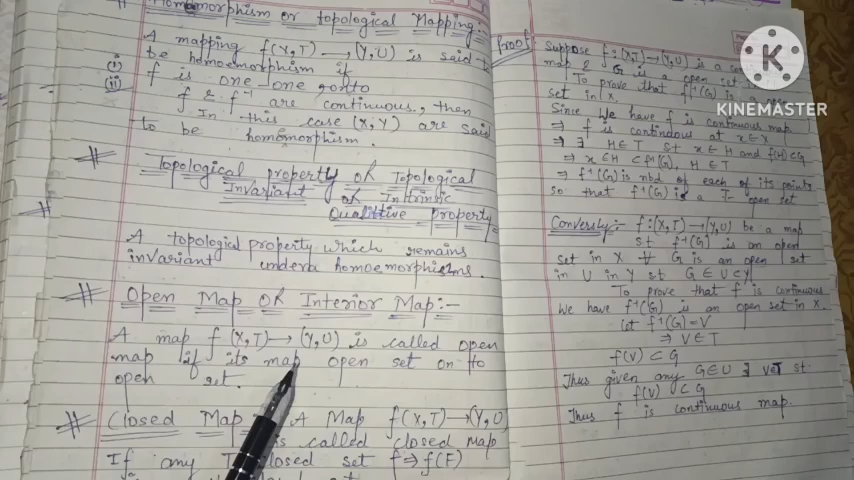 # Homeomorphism or topological Mapping:-
A mapping f(X,T) → (Y,U) is said to
be homoemorphism if
(i) f is one one onto
(ii) f & f⁻¹ are continuous, then
In this case (X,Y) are said
to be homeomorphism.
# Topological property or Topological
Invariant or Intrinsic
# Qualitive Property
A topological property which remains
invariant under a homoemorphisms.
# Open Map OR Interior Map:-
A map f (X,T) → (Y,U) is called open
map if its map open set on to
open set.
# Closed Map A Map f(X,T) → (Y,U)
is called closed map
If any T closed set f ⇒ f(F)
Proof: Suppose f: (X,T) → (Y,U) is a
map & G is a open set.
To prove that f⁻¹(G) is a
set in X.
Since We have f is continuous map
⇒ f is continous at x ∈ X
⇒ ∃ H ∈ T st x ∈ H and f(H) ⊂ G
⇒ x ∈ H ⊂ f⁻¹(G), H ∈ T
⇒ f⁻¹(G) is nbd of each of its points
so that f⁻¹(G) is a T- open set
Conversly:- f: (X,T) → (Y,U) be a map
st f⁻¹(G) is an open
set in X ∀ G is an open set
in U in Y st G ∈ U ⊂ Y
To prove that f is continuous
We have f⁻¹(G) is an open set in X.
Let f⁻¹(G) = V
⇒ V ∈ T
f(V) ⊂ G
Thus given any G ∈ U ∃ V ∈ T st
f(V) ⊂ G
Thus f is continuous map.
KINEMASTER